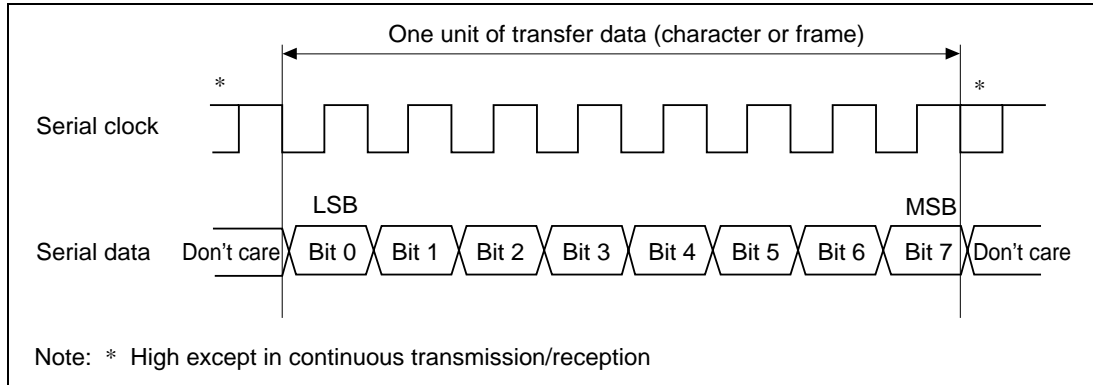 One unit of transfer data (character or frame)
* *
Serial clock
LSB MSB
Serial data Don't care Bit 0 Bit 1 Bit 2 Bit 3 Bit 4 Bit 5 Bit 6 Bit 7 Don't care
Note: * High except in continuous transmission/reception